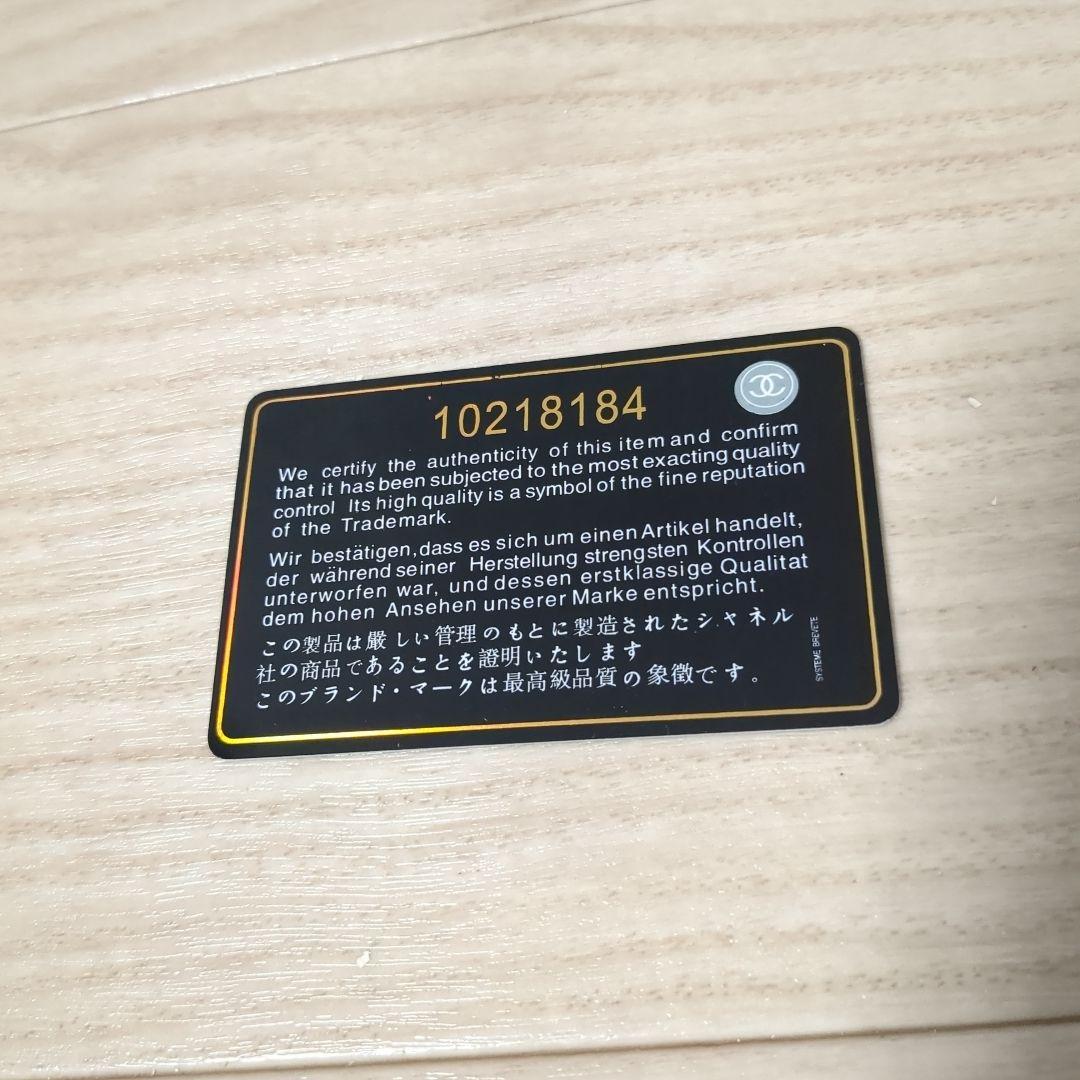 10218184
We certify the authenticity of this item and confirm
that it has been subjected to the most exacting quality
control Its high quality is a symbol of the fine reputation
of the Trademark.
Wir bestätigen, dass es sich um einen Artikel handelt,
der während seiner Herstellung strengsten Kontrollen
unterworfen war, und dessen erstklassige Qualitat
dem hohen Ansehen unserer Marke entspricht.
この製品は厳しい管理のもとに製造されたシャネル
社の商品であることを證明いたします
このブランド・マークは最高級品質の象徴です。
SYSTEME BREVETE